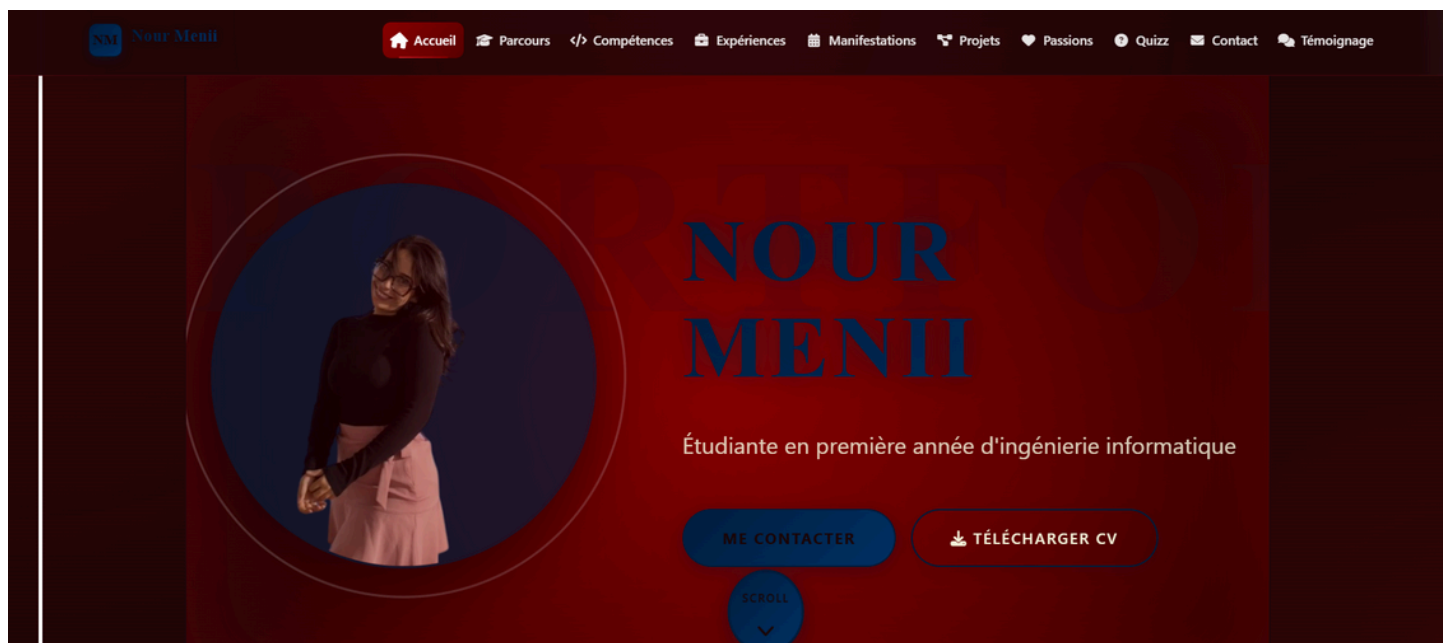 NM Nour Menii
Accueil Parcours </> Compétences Expériences Manifestations Projets Passions Quizz Contact Témoignage
PORTFOL
NOUR
MENII
Étudiante en première année d'ingénierie informatique
ME CONTACTER
TÉLÉCHARGER CV
SCROLL